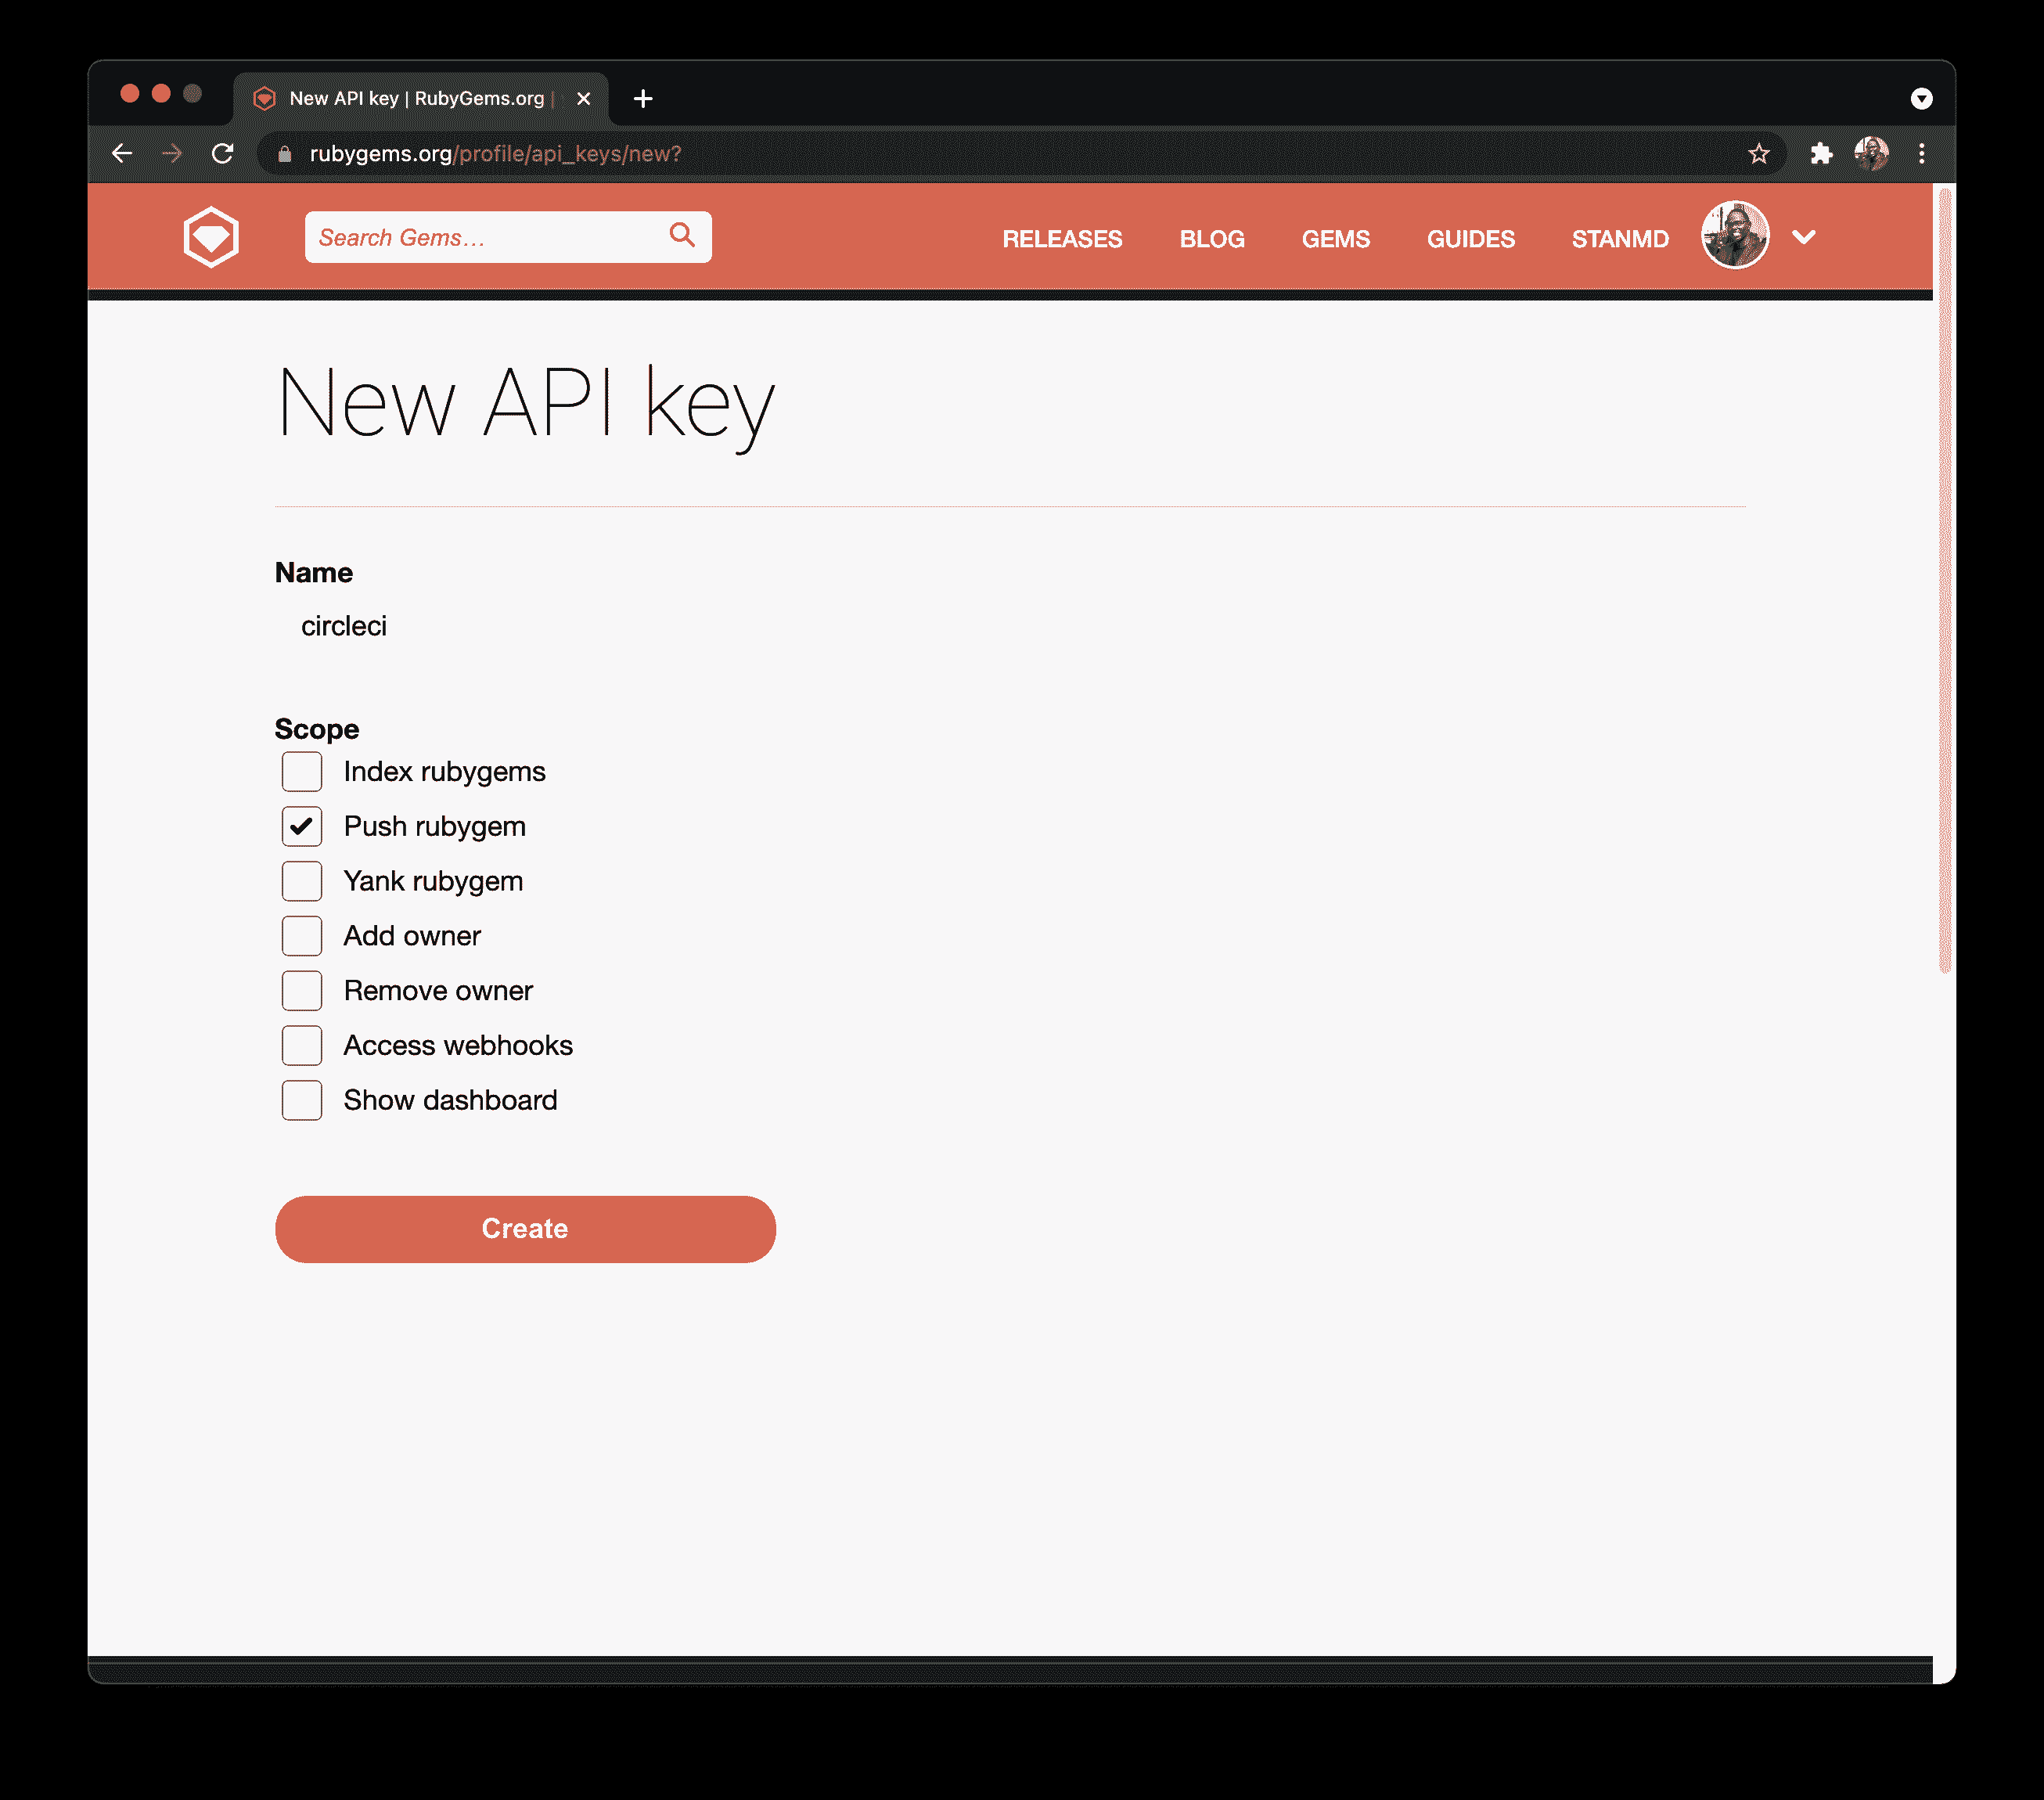 New API key | RubyGems.org |
rubygems.org/profile/api_keys/new?
Search Gems…
RELEASES BLOG GEMS GUIDES STANMD
New API key
Name
circleci
Scope
Index rubygems
Push rubygem
Yank rubygem
Add owner
Remove owner
Access webhooks
Show dashboard
Create